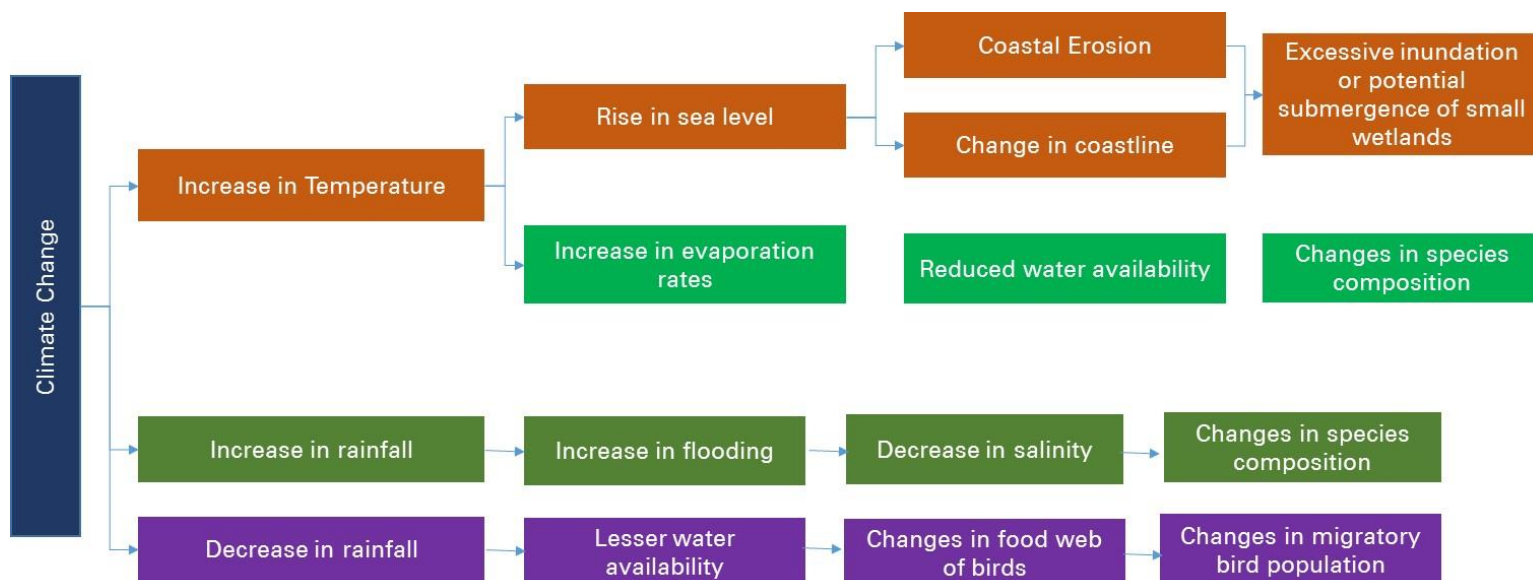 Climate Change
Increase in Temperature
Rise in sea level
Coastal Erosion
Change in coastline
Excessive inundation
or potential
submergence of small
wetlands
Increase in evaporation
rates
Reduced water availability
Changes in species
composition
Increase in rainfall
Increase in flooding
Decrease in salinity
Changes in species
composition
Decrease in rainfall
Lesser water
availability
Changes in food web
of birds
Changes in migratory
bird population